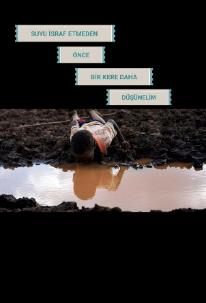 SUYU İSRAF ETMEDEN
ÖNCE
BİR KERE DAHA
DÜŞÜNELİM